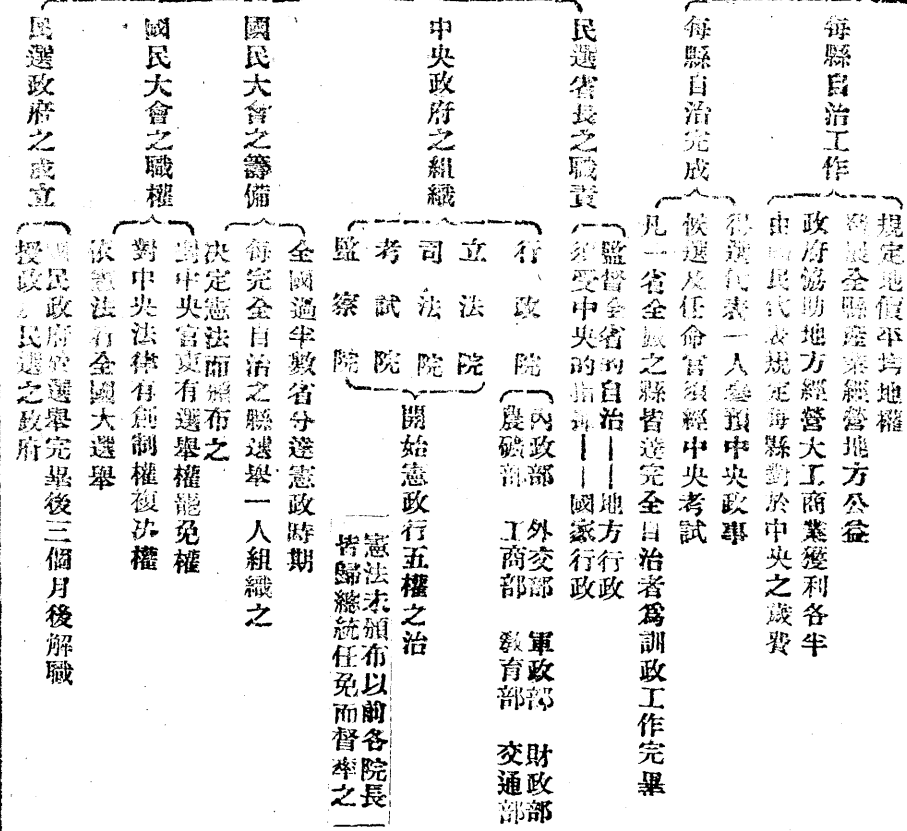 每縣自治工作
規定地價平均地權
發展全縣產業經營地方公益
政府協助地方經營大工商業獲利各半
由國民代表規定每縣對於中央之歲費
每縣自治完成
得選代表一人參預中央政事
候選及任命官須經中央考試
凡一省全數之縣皆達完全自治者爲訓政工作完畢
民選省長之職責
監督全省的自治——地方行政
須受中央的指導——國家行政
中央政府之組織
行政院
內政部 外交部 軍政部 財政部
農礦部 工商部 教育部 交通部
立法院
司法院
考試院
監察院
開始憲政行五權之治
憲法未頒布以前各院長
皆歸總統任免而督率之
國民大會之籌備
全國過半數省分達憲政時期
每完全自治之縣選舉一人組織之
國民大會之職權
决定憲法而頒布之
對中央官吏有選舉權罷免權
對中央法律有創制權複决權
民選政府之成立
依憲法行全國大選舉
國民政府於選舉完畢後三個月後解職
授政 民選之政府